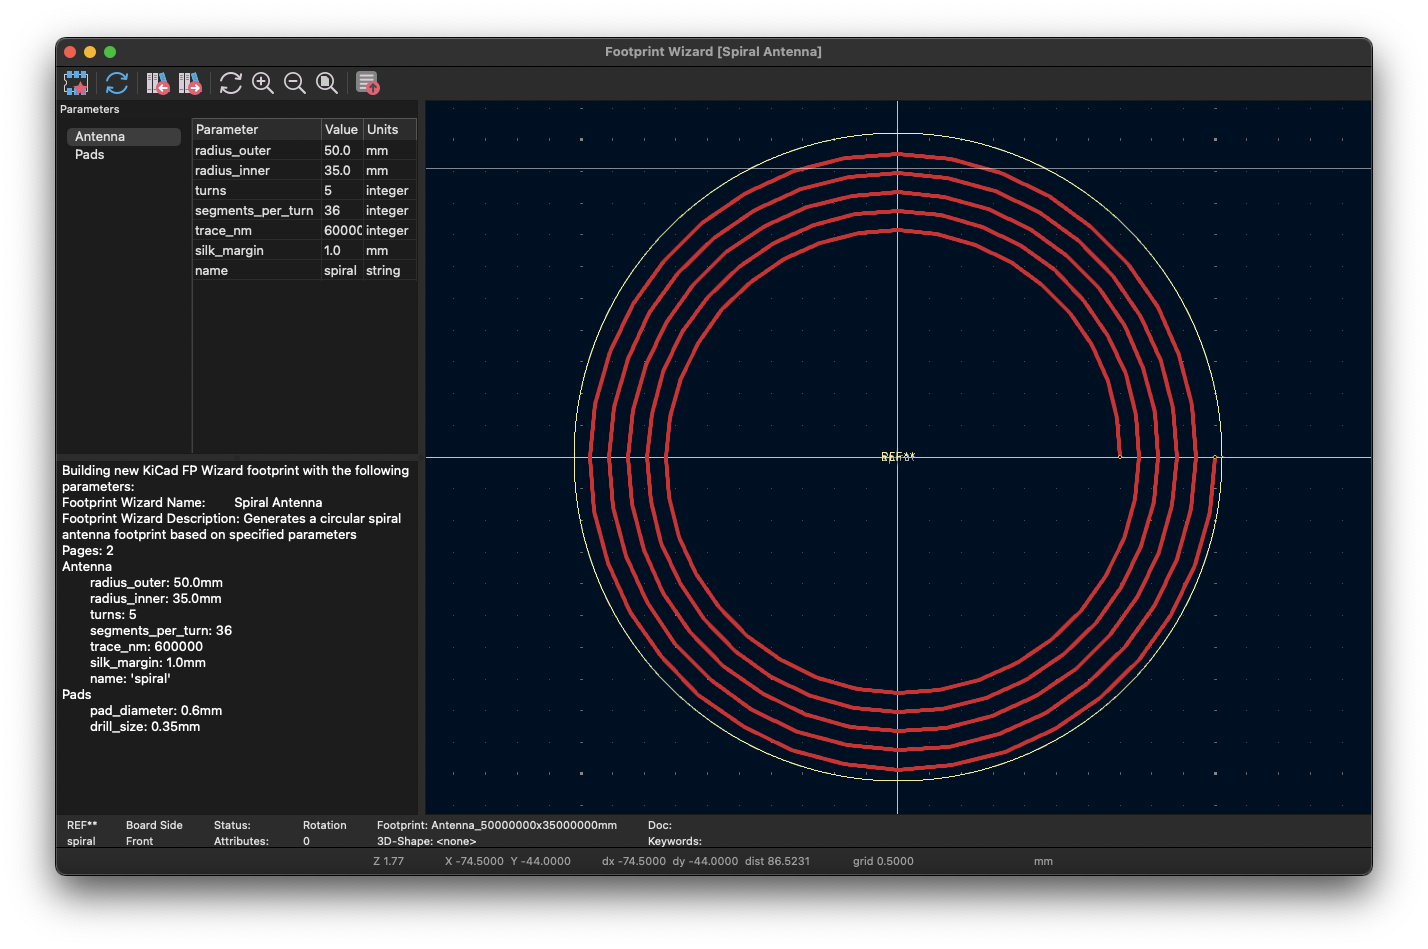 Footprint Wizard [Spiral Antenna]
Parameters
Antenna
Pads
Parameter Value Units
radius_outer 50.0 mm
radius_inner 35.0 mm
turns 5 integer
segments_per_turn 36 integer
trace_nm 60000 integer
silk_margin 1.0 mm
name spiral string
REF**
Building new KiCad FP Wizard footprint with the following
parameters:
Footprint Wizard Name: Spiral Antenna
Footprint Wizard Description: Generates a circular spiral
antenna footprint based on specified parameters
Pages: 2
Antenna
radius_outer: 50.0mm
radius_inner: 35.0mm
turns: 5
segments_per_turn: 36
trace_nm: 600000
silk_margin: 1.0mm
name: 'spiral'
Pads
pad_diameter: 0.6mm
drill_size: 0.35mm
REF** Board Side Status: Rotation Footprint: Antenna_50000000x35000000mm Doc:
spiral Front Attributes: 0 3D-Shape: <none> Keywords:
Z 1.77 X -74.5000 Y -44.0000 dx -74.5000 dy -44.0000 dist 86.5231 grid 0.5000 mm